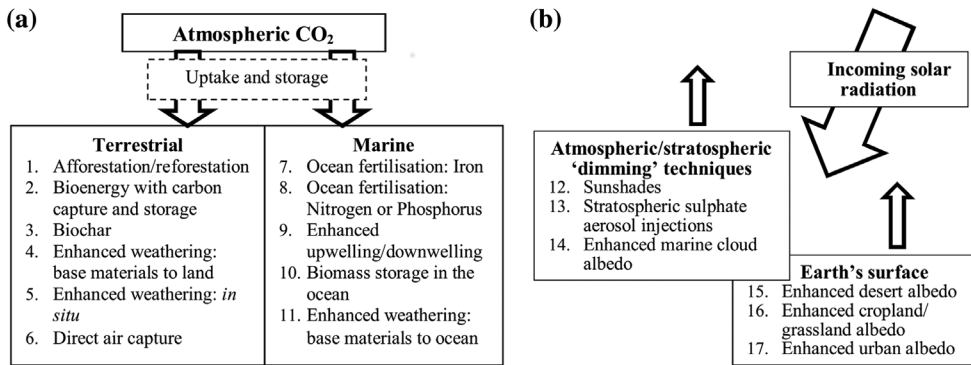 (a)
Atmospheric CO₂
Uptake and storage
Terrestrial
1. Afforestation/reforestation
2. Bioenergy with carbon
capture and storage
3. Biochar
4. Enhanced weathering:
base materials to land
5. Enhanced weathering: in
situ
6. Direct air capture
Marine
7. Ocean fertilisation: Iron
8. Ocean fertilisation:
Nitrogen or Phosphorus
9. Enhanced
upwelling/downwelling
10. Biomass storage in the
ocean
11. Enhanced weathering:
base materials to ocean
(b)
Incoming solar
radiation
Atmospheric/stratospheric
‘dimming’ techniques
12. Sunshades
13. Stratospheric sulphate
aerosol injections
14. Enhanced marine cloud
albedo
Earth’s surface
15. Enhanced desert albedo
16. Enhanced cropland/
grassland albedo
17. Enhanced urban albedo